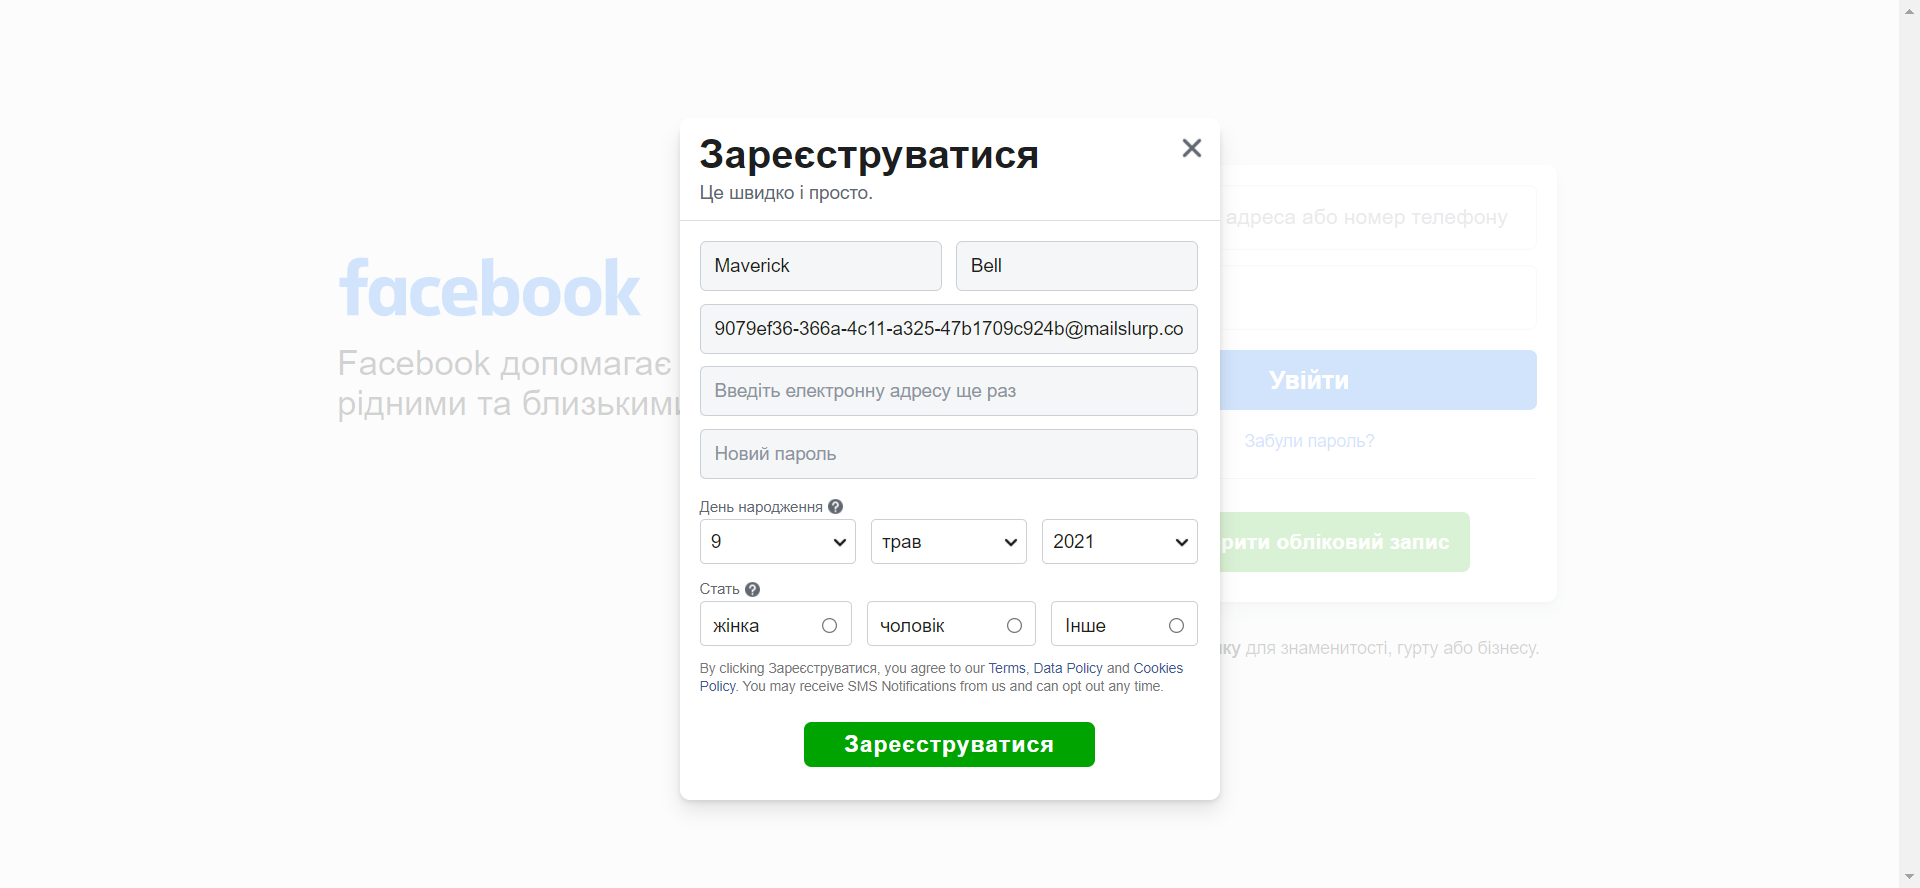 facebook
Facebook допомагає
рідними та близьким
Зареєструватися
Це швидко і просто.
Maverick
Bell
9079ef36-366a-4c11-a325-47b1709c924b@mailslurp.co
Введіть електронну адресу ще раз
Новий пароль
День народження
9
трав
2021
Стать
жінка
чоловік
Інше
By clicking Зареєструватися, you agree to our Terms, Data Policy and Cookies
Policy. You may receive SMS Notifications from us and can opt out any time.
Зареєструватися
адреса або номер телефону
Увійти
Забули пароль?
рити обліковий запис
ку для знаменитості, гурту або бізнесу.